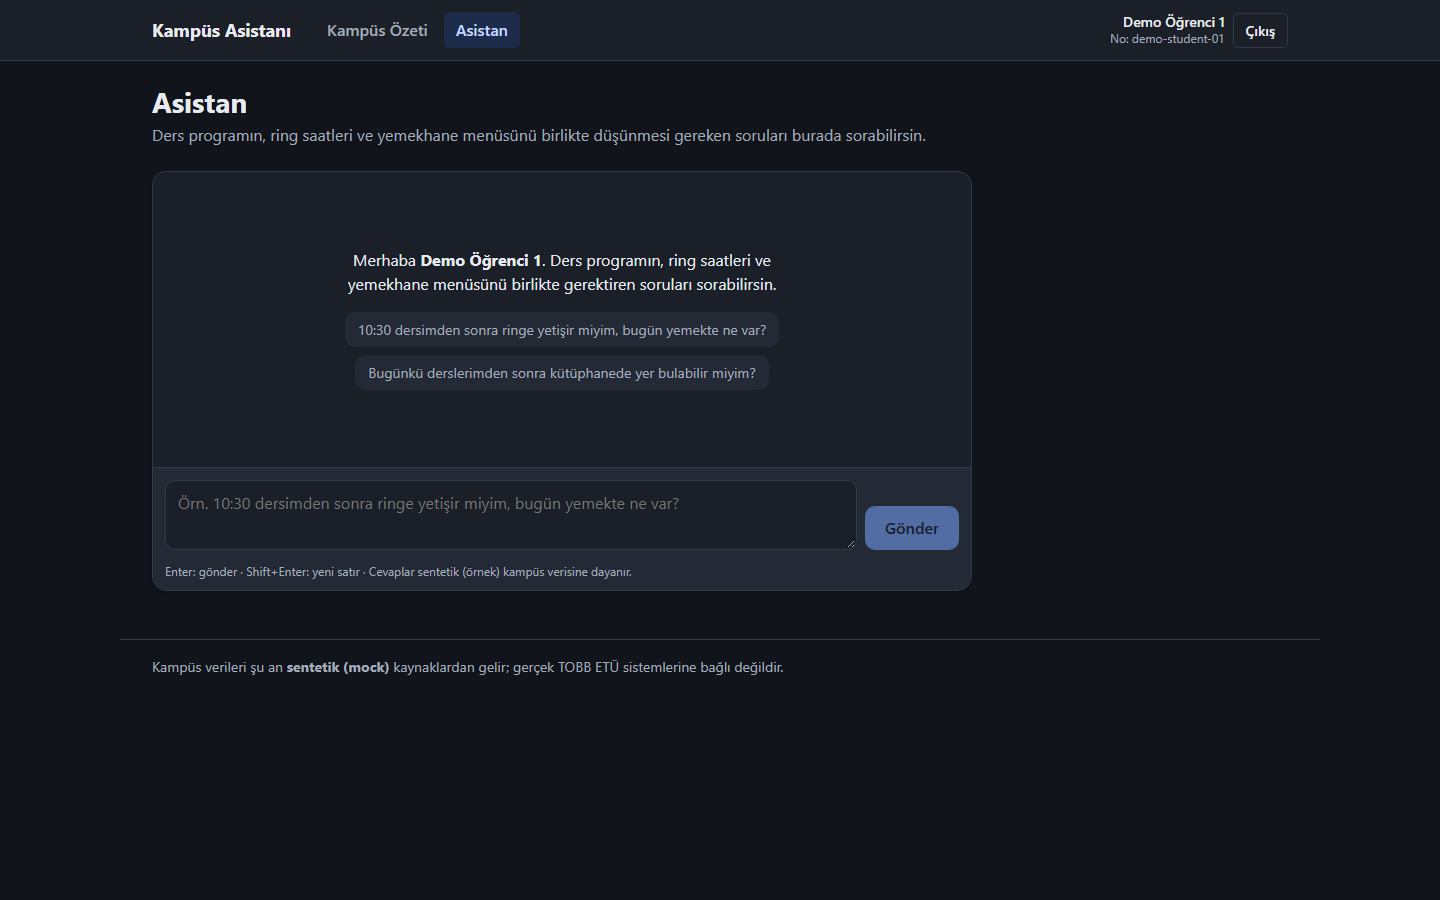 Kampüs Asistanı
Kampüs Özeti
Asistan
Demo Öğrenci 1
No: demo-student-01
Çıkış
Asistan
Ders programın, ring saatleri ve yemekhane menüsünü birlikte düşünmesi gereken soruları burada sorabilirsin.
Merhaba Demo Öğrenci 1. Ders programın, ring saatleri ve
yemekhane menüsünü birlikte gerektiren soruları sorabilirsin.
10:30 dersimden sonra ringe yetişir miyim, bugün yemekte ne var?
Bugünkü derslerimden sonra kütüphanede yer bulabilir miyim?
Örn. 10:30 dersimden sonra ringe yetişir miyim, bugün yemekte ne var?
Gönder
Enter: gönder · Shift+Enter: yeni satır · Cevaplar sentetik (örnek) kampüs verisine dayanır.
Kampüs verileri şu an sentetik (mock) kaynaklardan gelir; gerçek TOBB ETÜ sistemlerine bağlı değildir.